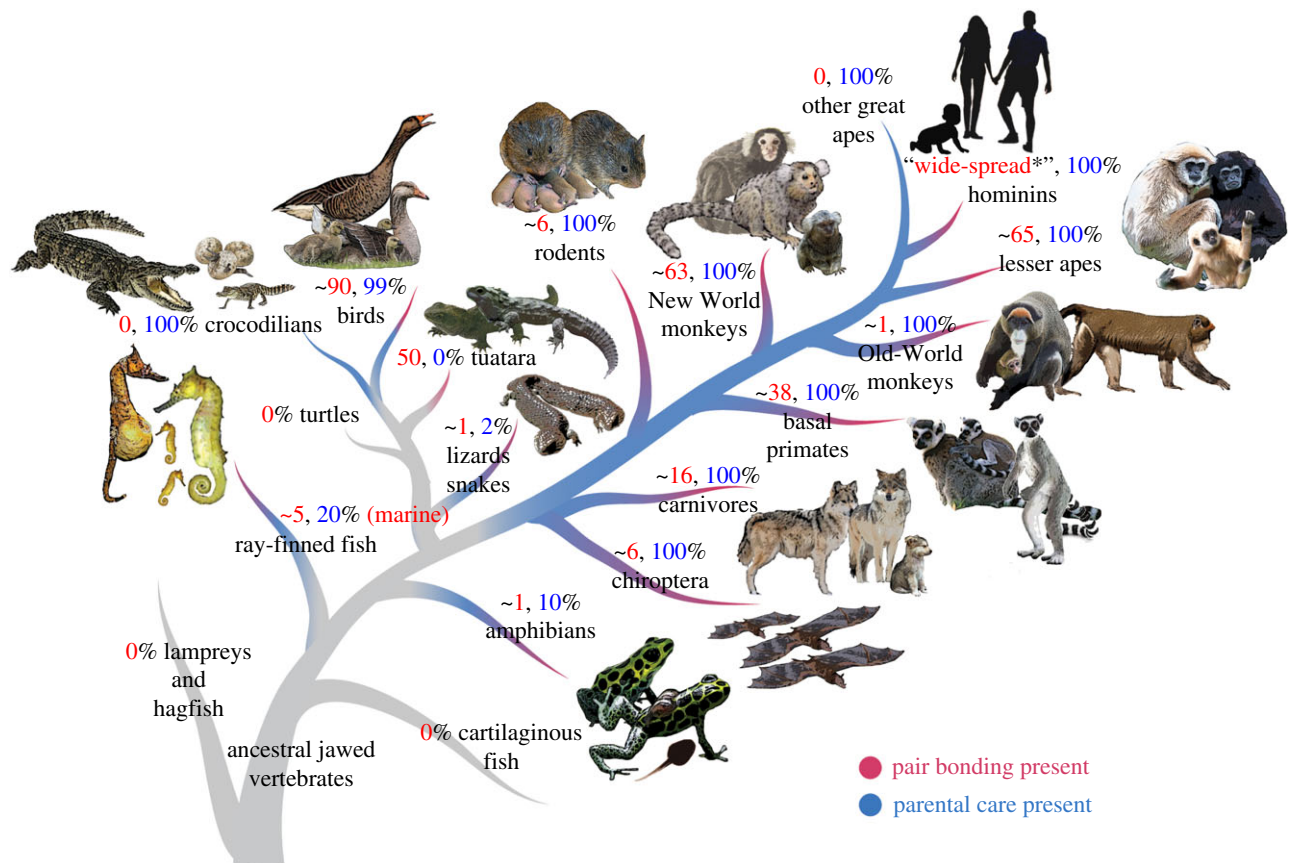 0, 100%
other great
apes
“wide-spread*”, 100%
hominins
~6, 100%
rodents
~65, 100%
lesser apes
~63, 100%
New World
monkeys
~90, 99%
birds
0, 100% crocodilians
50, 0% tuatara
~1, 100%
Old-World
monkeys
0% turtles
~1, 2%
lizards
snakes
~38, 100%
basal
primates
~16, 100%
carnivores
~5, 20% (marine)
ray-finned fish
~6, 100%
chiroptera
~1, 10%
amphibians
0% lampreys
and
hagfish
0% cartilaginous
fish
ancestral jawed
vertebrates
pair bonding present
parental care present